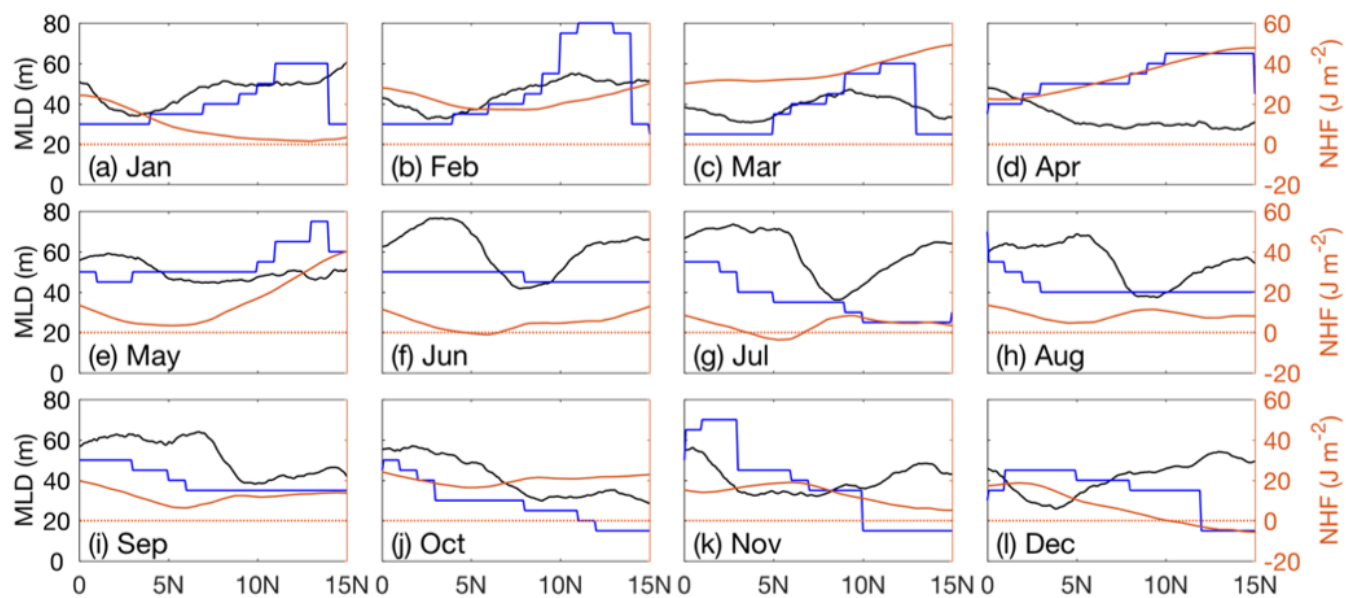 80
60
40
20
0
MLD (m)
(a) Jan
(b) Feb
(c) Mar
(d) Apr
60
40
20
0
-20
NHF (J m⁻²)
80
60
40
20
0
MLD (m)
(e) May
(f) Jun
(g) Jul
(h) Aug
60
40
20
0
-20
NHF (J m⁻²)
80
60
40
20
0
MLD (m)
(i) Sep
(j) Oct
(k) Nov
(l) Dec
60
40
20
0
-20
NHF (J m⁻²)
0 5N 10N 15N 0 5N 10N 15N 0 5N 10N 15N 0 5N 10N 15N